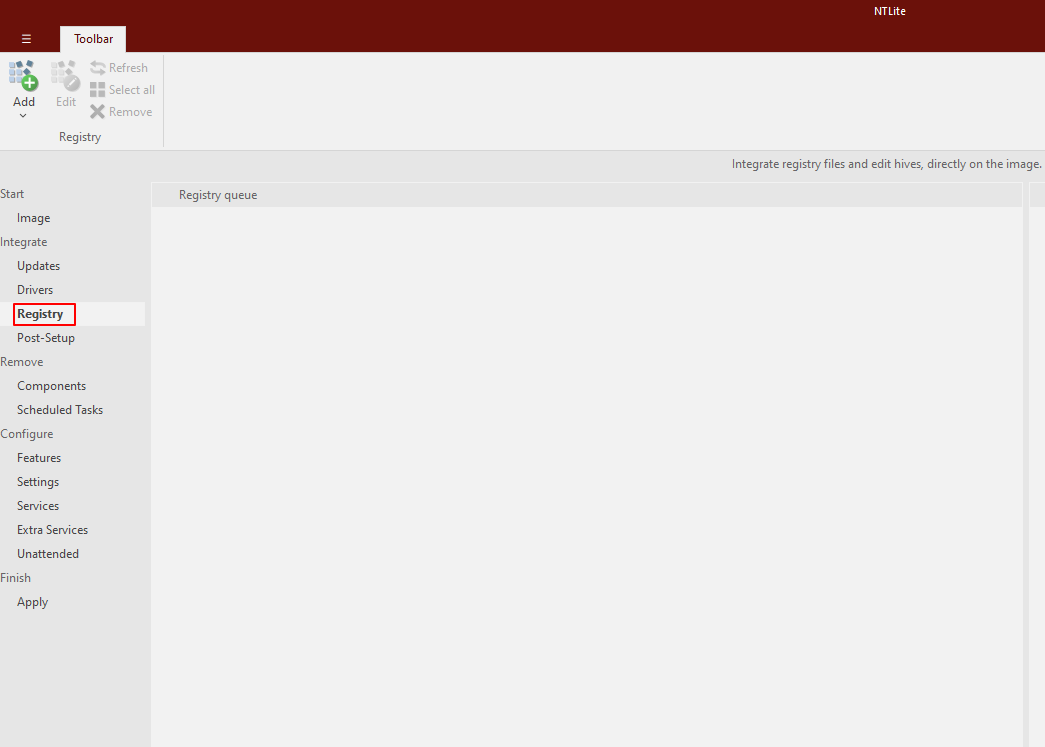 NTLite
Toolbar
Add
Edit
Refresh
Select all
Remove
Registry
Integrate registry files and edit hives, directly on the image.
Start
Image
Integrate
Updates
Drivers
Registry
Post-Setup
Remove
Components
Scheduled Tasks
Configure
Features
Settings
Services
Extra Services
Unattended
Finish
Apply
Registry queue